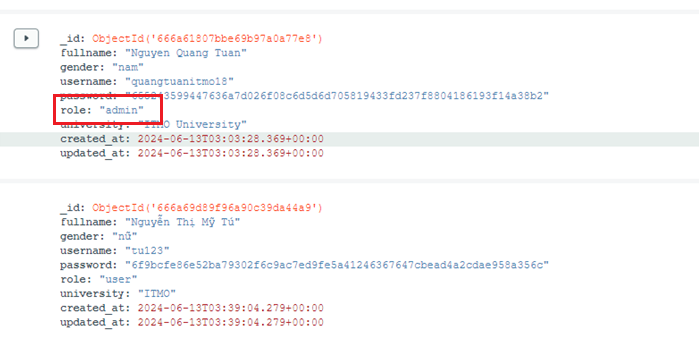 _id: ObjectId('666a61807bbe69b97a0a77e8')
fullname: "Nguyen Quang Tuan"
gender: "nam"
username: "quangtuanitmo18"
password:
role: "admin"
university: "ITMO University"
created_at: 2024-06-13T03:03:28.369+00:00
updated_at: 2024-06-13T03:03:28.369+00:00
_id: ObjectId('666a69d89f96a90c39da44a9')
fullname: "Nguyễn Thị Mỹ Tú"
gender: "nữ"
username: "tu123"
password: "6f9bcfe86e52ba79302f6c9ac7ed9fe5a41246367647cbead4a2cdae958a356c"
role: "user"
university: "ITMO"
created_at: 2024-06-13T03:39:04.279+00:00
updated_at: 2024-06-13T03:39:04.279+00:00